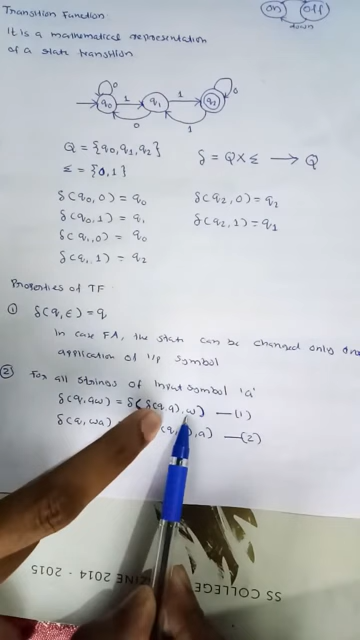 Transition Function
on off
down
It is a mathematical representation
of a state transition
0 0
q0 1 q1 1 q2
0 1
Q = {q0, q1, q2}
δ = Q × Σ → Q
Σ = {0, 1}
δ(q0, 0) = q0 δ(q2, 0) = q2
δ(q0, 1) = q1 δ(q2, 1) = q1
δ(q1, 0) = q0
δ(q1, 1) = q2
Properties of TF
① δ(q, ε) = q
In case FA, the state can be changed only
application of i/p symbol
② For all strings of input symbol 'a'
δ(q, aw) = δ(δ(q, a), w) —(1)
δ(q, wa) = , a) —(2)
SS COLLEGE
ZINE 2014 - 2015